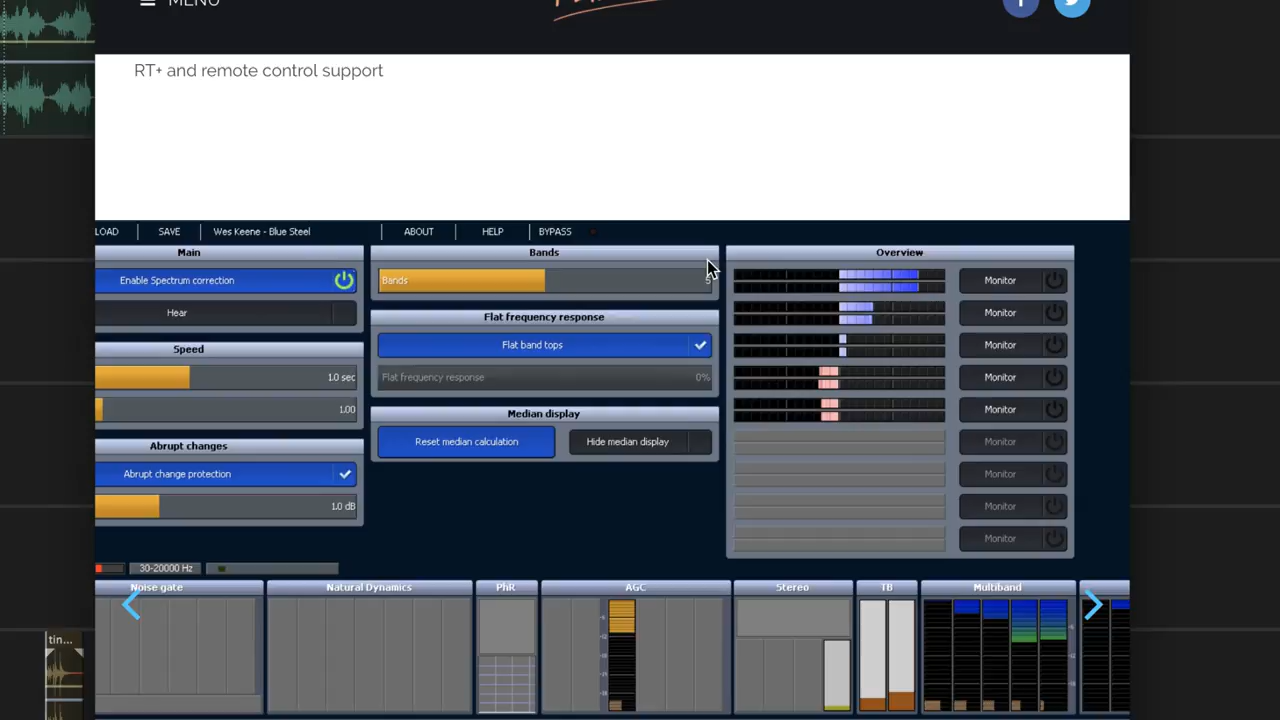 MENU
RT+ and remote control support
LOAD SAVE Wes Keene - Blue Steel ABOUT HELP BYPASS
Main
Enable Spectrum correction
Hear
Speed
1.0 sec
1.00
Abrupt changes
Abrupt change protection
1.0 dB
30-20000 Hz
Bands
Bands 5
Flat frequency response
Flat band tops
Flat frequency response 0%
Median display
Reset median calculation Hide median display
Overview
Monitor
Monitor
Monitor
Monitor
Monitor
Monitor
Monitor
Monitor
Monitor
Noise gate Natural Dynamics PhR AGC Stereo TB Multiband
tin...